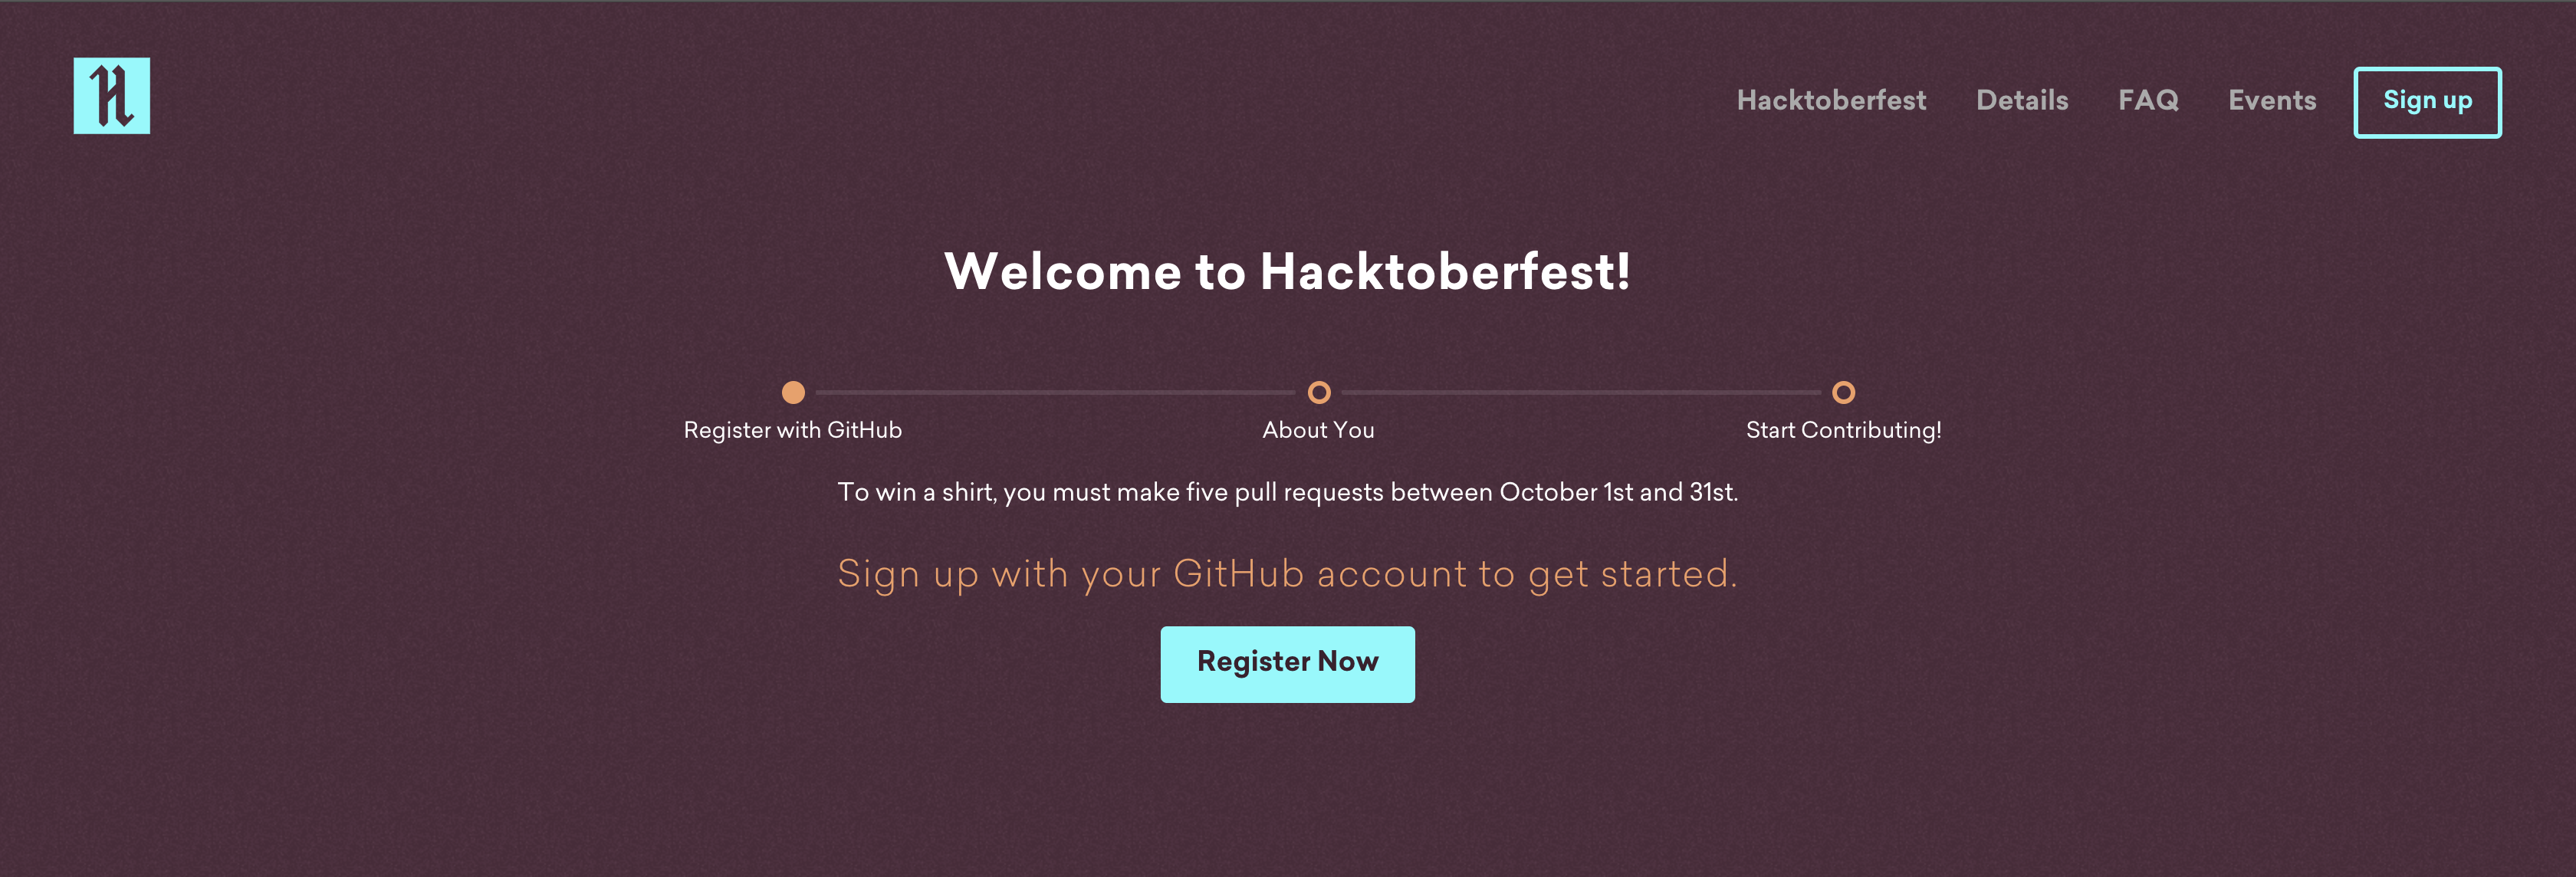 H
Hacktoberfest Details FAQ Events Sign up
Welcome to Hacktoberfest!
Register with GitHub About You Start Contributing!
To win a shirt, you must make five pull requests between October 1st and 31st.
Sign up with your GitHub account to get started.
Register Now